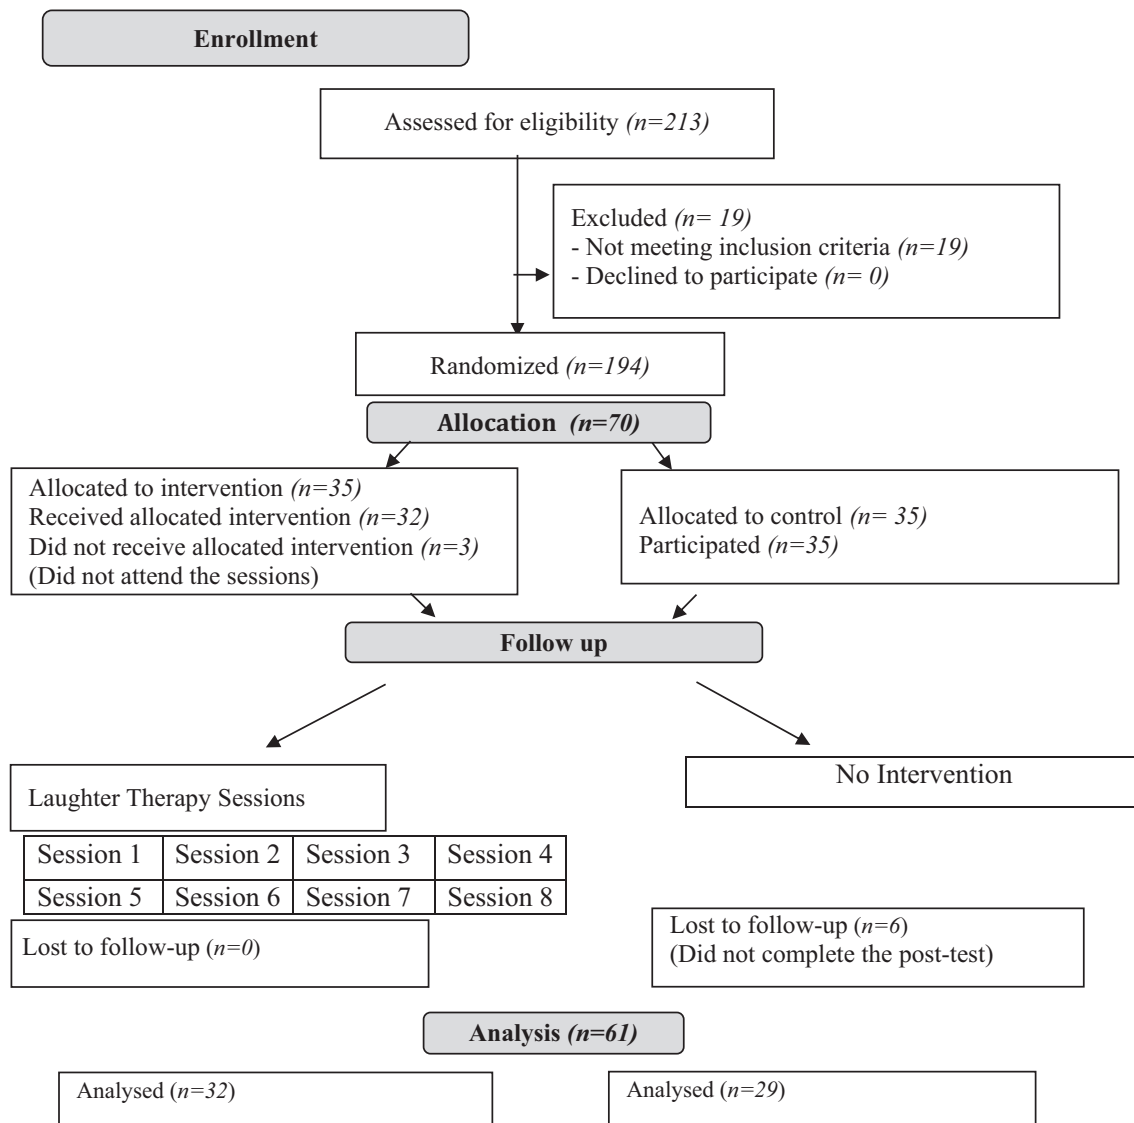 Enrollment
Assessed for eligibility (n=213)
Excluded (n= 19)
- Not meeting inclusion criteria (n=19)
- Declined to participate (n= 0)
Randomized (n=194)
Allocation (n=70)
Allocated to intervention (n=35)
Received allocated intervention (n=32)
Did not receive allocated intervention (n=3)
(Did not attend the sessions)
Allocated to control (n= 35)
Participated (n=35)
Follow up
Laughter Therapy Sessions
No Intervention
Session 1 Session 2 Session 3 Session 4
Session 5 Session 6 Session 7 Session 8
Lost to follow-up (n=0)
Lost to follow-up (n=6)
(Did not complete the post-test)
Analysis (n=61)
Analysed (n=32)
Analysed (n=29)